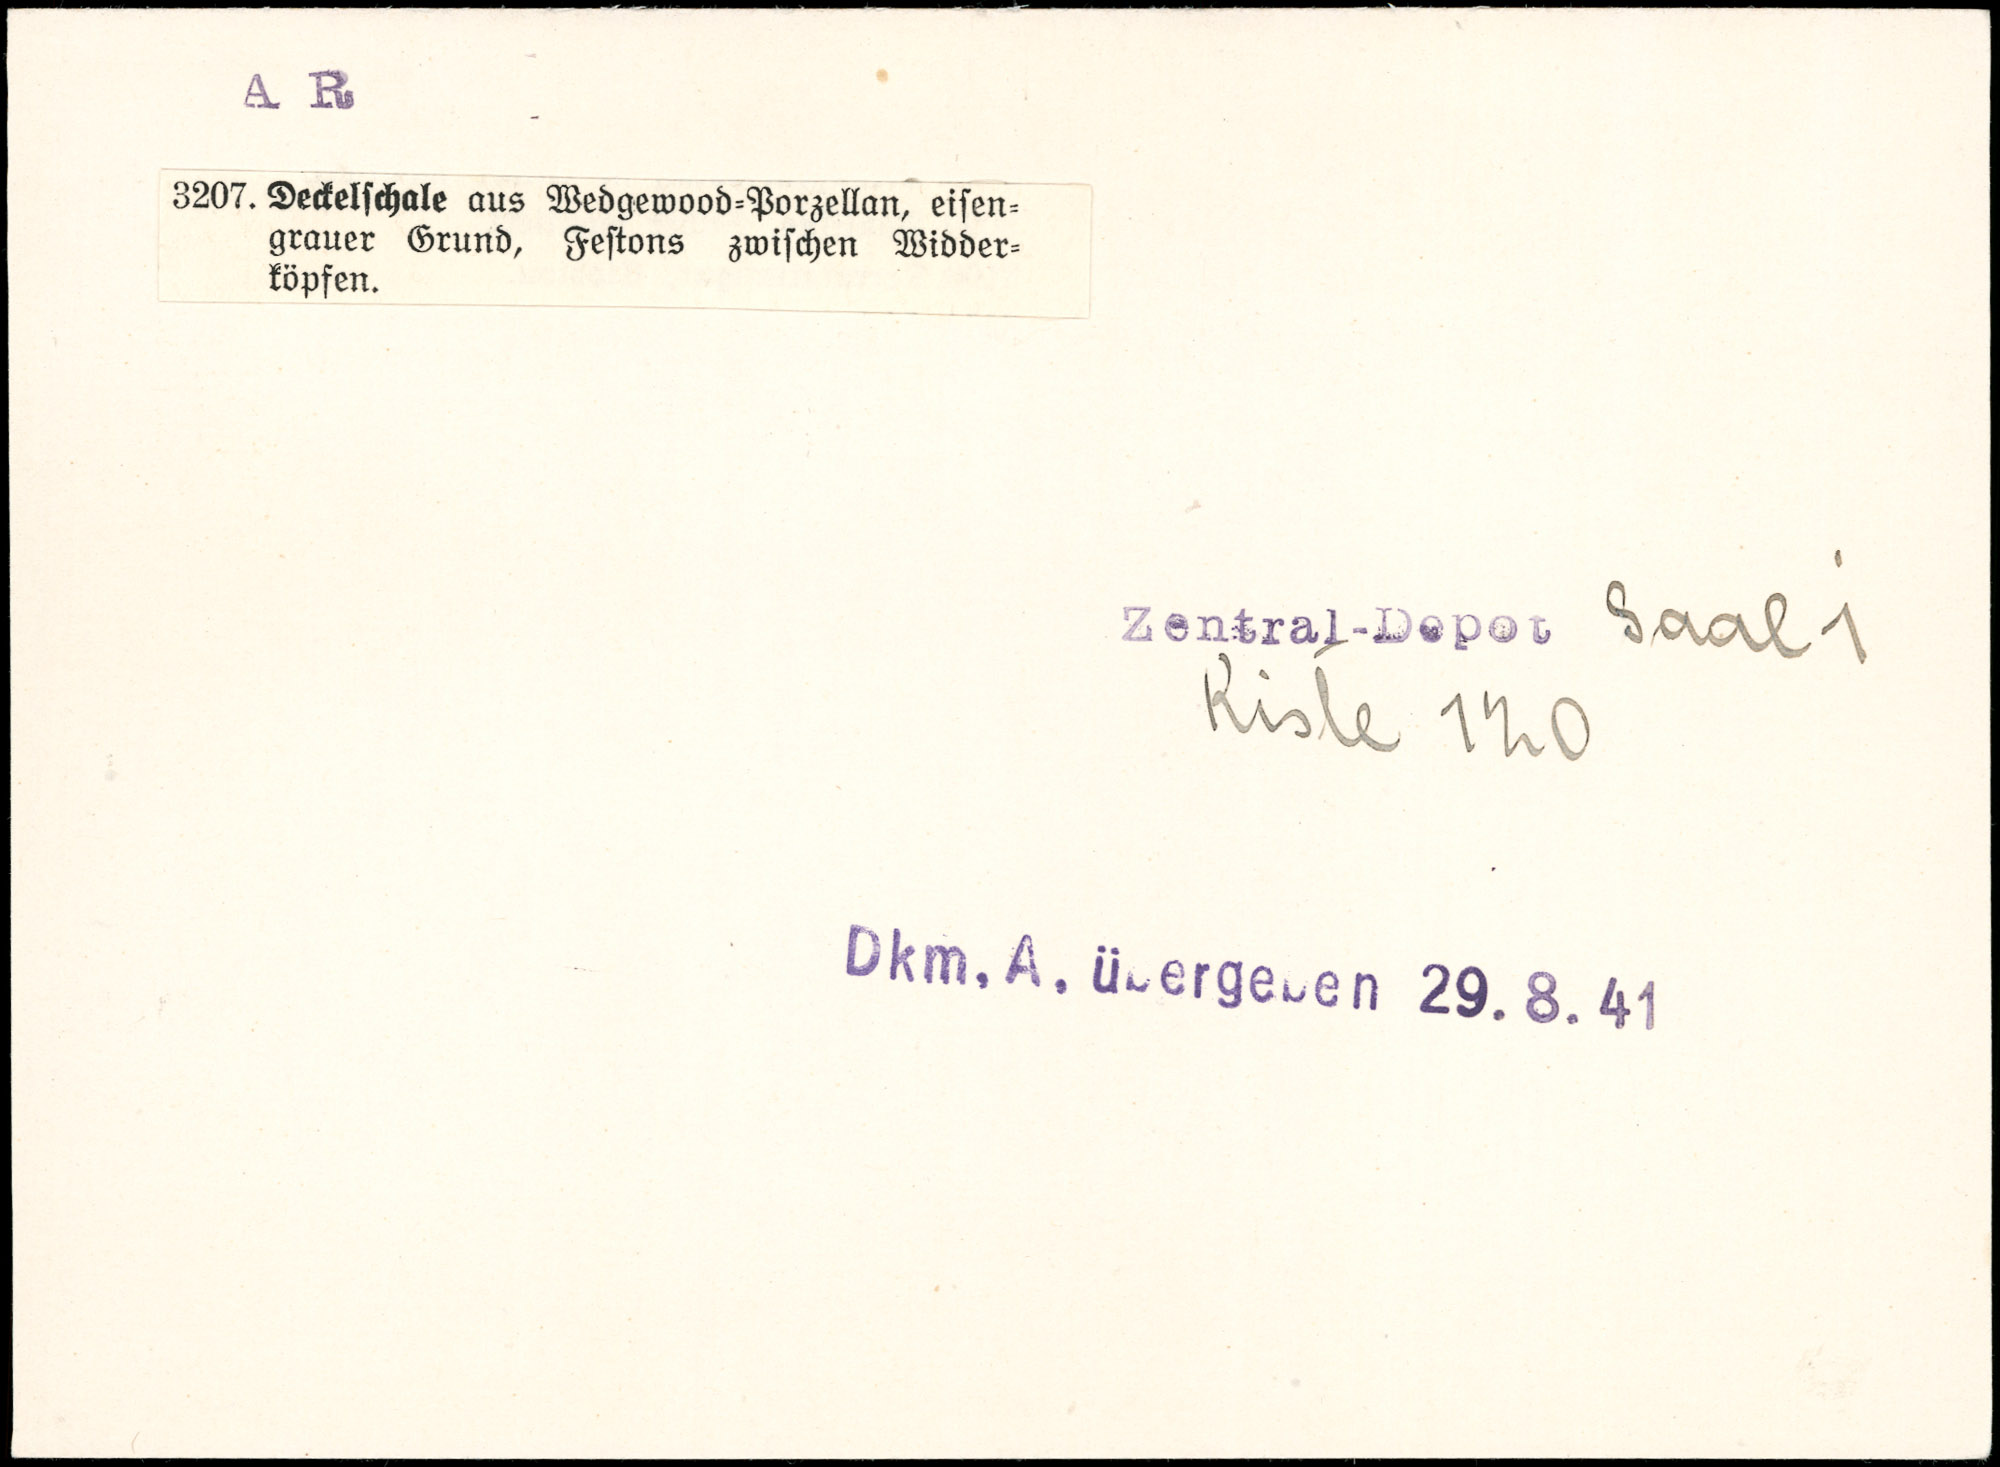 A R
3207. Deckelschale aus Wedgewood-Porzellan, eisen-
grauer Grund, Festons zwischen Widder-
köpfen.
Zentral-Depot Saal 1
Kiste 120
Dkm. A. übergeben 29. 8. 41